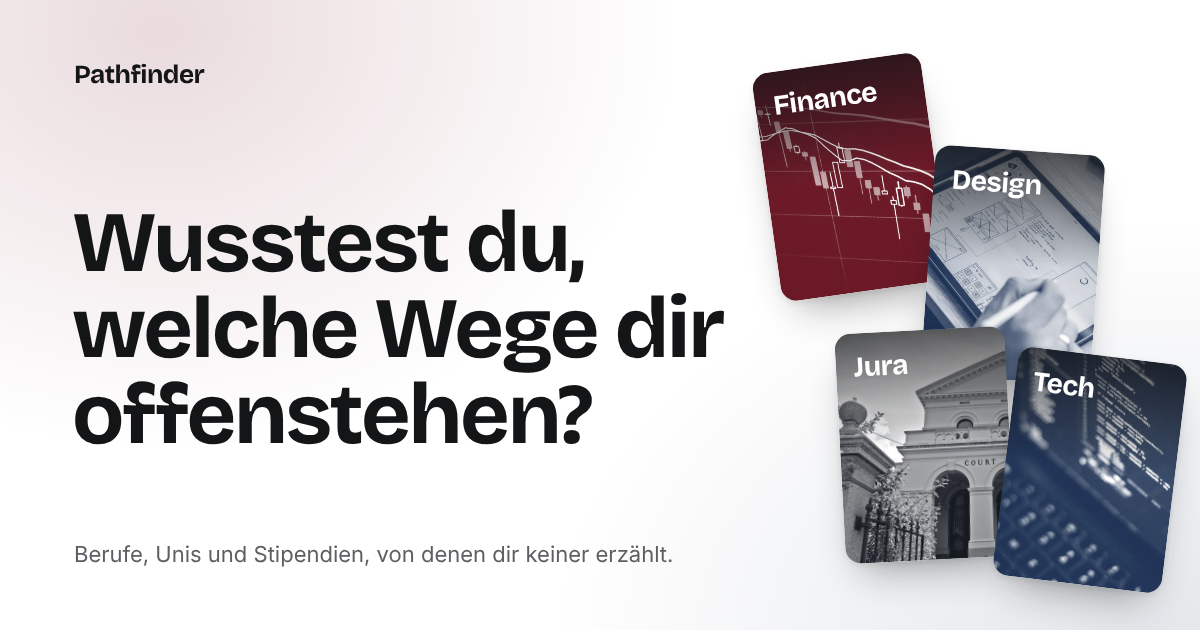 Pathfinder
Wusstest du,
welche Wege dir
offenstehen?
Berufe, Unis und Stipendien, von denen dir keiner erzählt.
Finance
Design
Jura
COURT
Tech